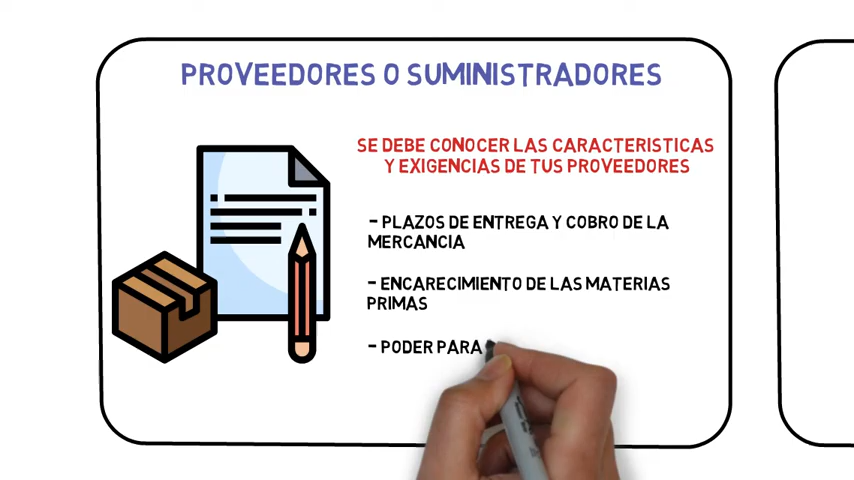 PROVEEDORES O SUMINISTRADORES
SE DEBE CONOCER LAS CARACTERISTICAS
Y EXIGENCIAS DE TUS PROVEEDORES
- PLAZOS DE ENTREGA Y COBRO DE LA
MERCANCIA
- ENCARECIMIENTO DE LAS MATERIAS
PRIMAS
- PODER PARA